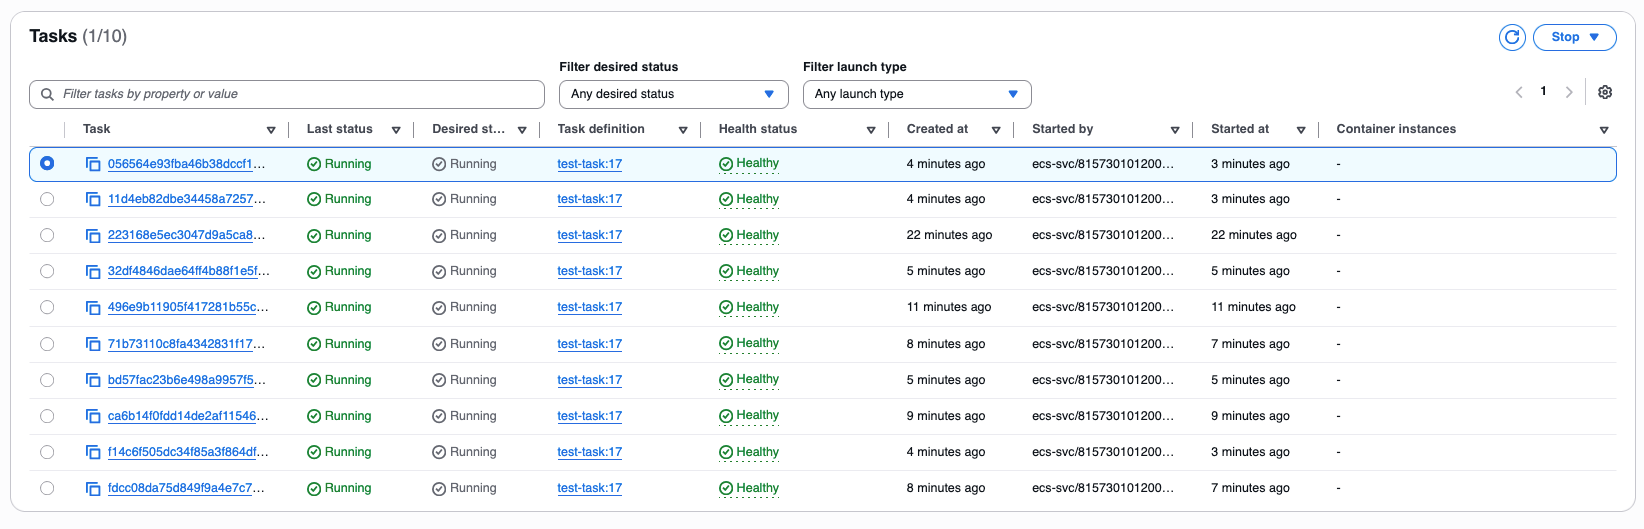 Tasks (1/10)
Stop
Filter desired status
Filter launch type
Filter tasks by property or value
Any desired status
Any launch type
1
Task Last status Desired st... Task definition Health status Created at Started by Started at Container instances
056564e93fba46b38dccf1... Running Running test-task:17 Healthy 4 minutes ago ecs-svc/815730101200... 3 minutes ago -
11d4eb82dbe34458a7257... Running Running test-task:17 Healthy 4 minutes ago ecs-svc/815730101200... 3 minutes ago -
223168e5ec3047d9a5ca8... Running Running test-task:17 Healthy 22 minutes ago ecs-svc/815730101200... 22 minutes ago -
32df4846dae64ff4b88f1e5f... Running Running test-task:17 Healthy 5 minutes ago ecs-svc/815730101200... 5 minutes ago -
496e9b11905f417281b55c... Running Running test-task:17 Healthy 11 minutes ago ecs-svc/815730101200... 11 minutes ago -
71b73110c8fa4342831f17... Running Running test-task:17 Healthy 8 minutes ago ecs-svc/815730101200... 7 minutes ago -
bd57fac23b6e498a9957f5... Running Running test-task:17 Healthy 5 minutes ago ecs-svc/815730101200... 5 minutes ago -
ca6b14f0fdd14de2af11546... Running Running test-task:17 Healthy 9 minutes ago ecs-svc/815730101200... 9 minutes ago -
f14c6f505dc34f85a3f864df... Running Running test-task:17 Healthy 4 minutes ago ecs-svc/815730101200... 3 minutes ago -
fdcc08da75d849f9a4e7c7... Running Running test-task:17 Healthy 8 minutes ago ecs-svc/815730101200... 7 minutes ago -